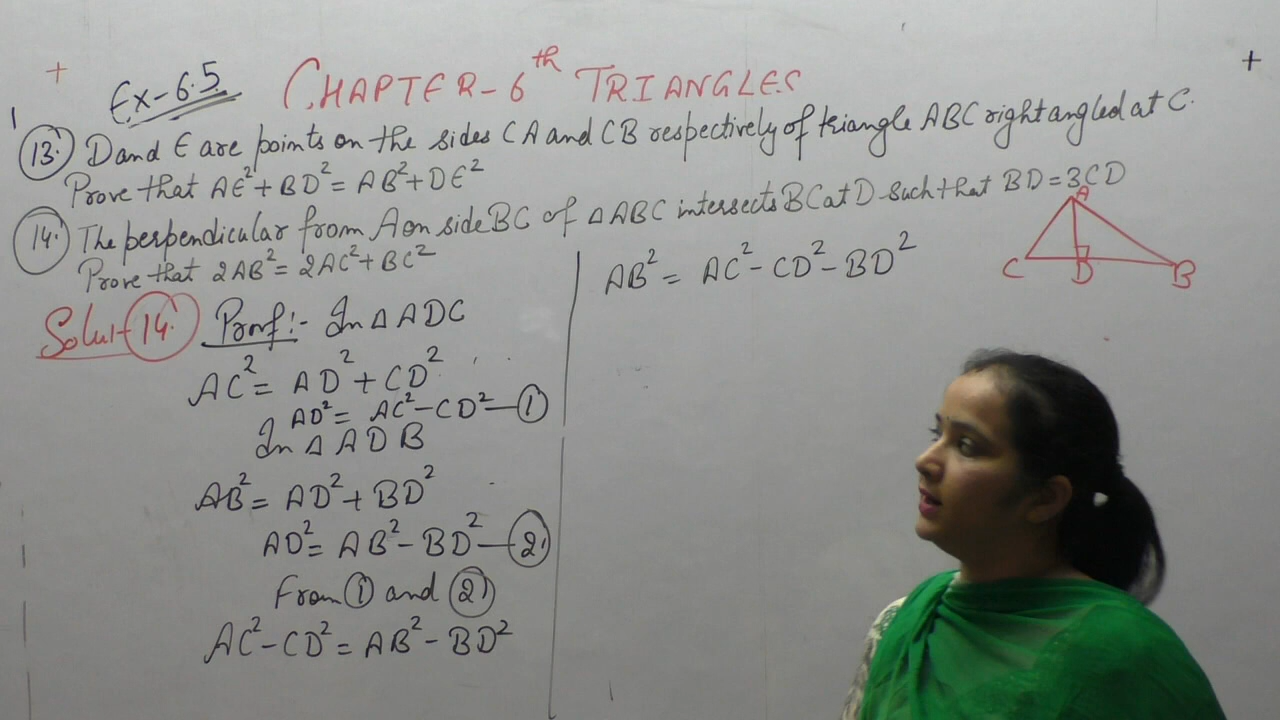 Ex-6.5 CHAPTER-6th TRIANGLES
13. D and E are points on the sides CA and CB respectively of triangle ABC right angled at C.
Prove that AE²+BD²=AB²+DE²
14. The perpendicular from A on side BC of △ABC intersects BC at D such that BD=3CD
Prove that 2AB²=2AC²+BC²
Solut 14. Proof:- In △ADC
AC²= AD²+CD²
AD²= AC²-CD²—①
In △ADB
AB²= AD²+BD²
AD²= AB²-BD²—②
From ① and ②
AC²-CD²=AB²-BD²
AB²= AC²-CD²-BD²
A
C D B